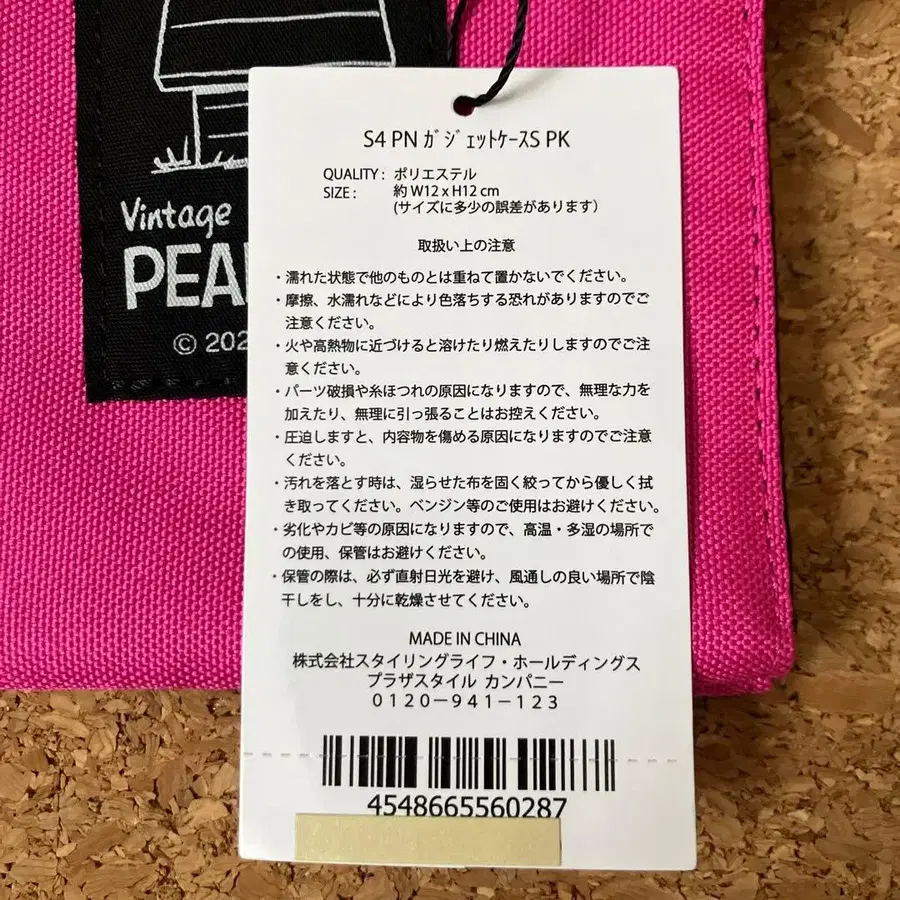 Vintage
S4 PN ガジェットケースS PK
QUALITY : ポリエステル
SIZE : 約 W12 x H12 cm
(サイズに多少の誤差があります)
取扱い上の注意
・濡れた状態で他のものとは重ねて置かないでください。
・摩擦、水濡れなどにより色落ちする恐れがありますのでご
注意ください。
・火や高熱物に近づけると溶けたり燃えたりしますのでご注
意ください。
・パーツ破損や糸ほつれの原因になりますので、無理な力を
加えたり、無理に引っ張ることはお控えください。
・圧迫しますと、内容物を傷める原因になりますのでご注意
ください。
・汚れを落とす時は、湿らせた布を固く絞ってから優しく拭
き取ってください。ベンジン等のご使用はお避けください。
・劣化やカビ等の原因になりますので、高温・多湿の場所で
の使用、保管はお避けください。
・保管の際は、必ず直射日光を避け、風通しの良い場所で陰
干しをし、十分に乾燥させてください。
MADE IN CHINA
株式会社スタイリングライフ・ホールディングス
プラザスタイル カンパニー
0120-941-123
4548665560287